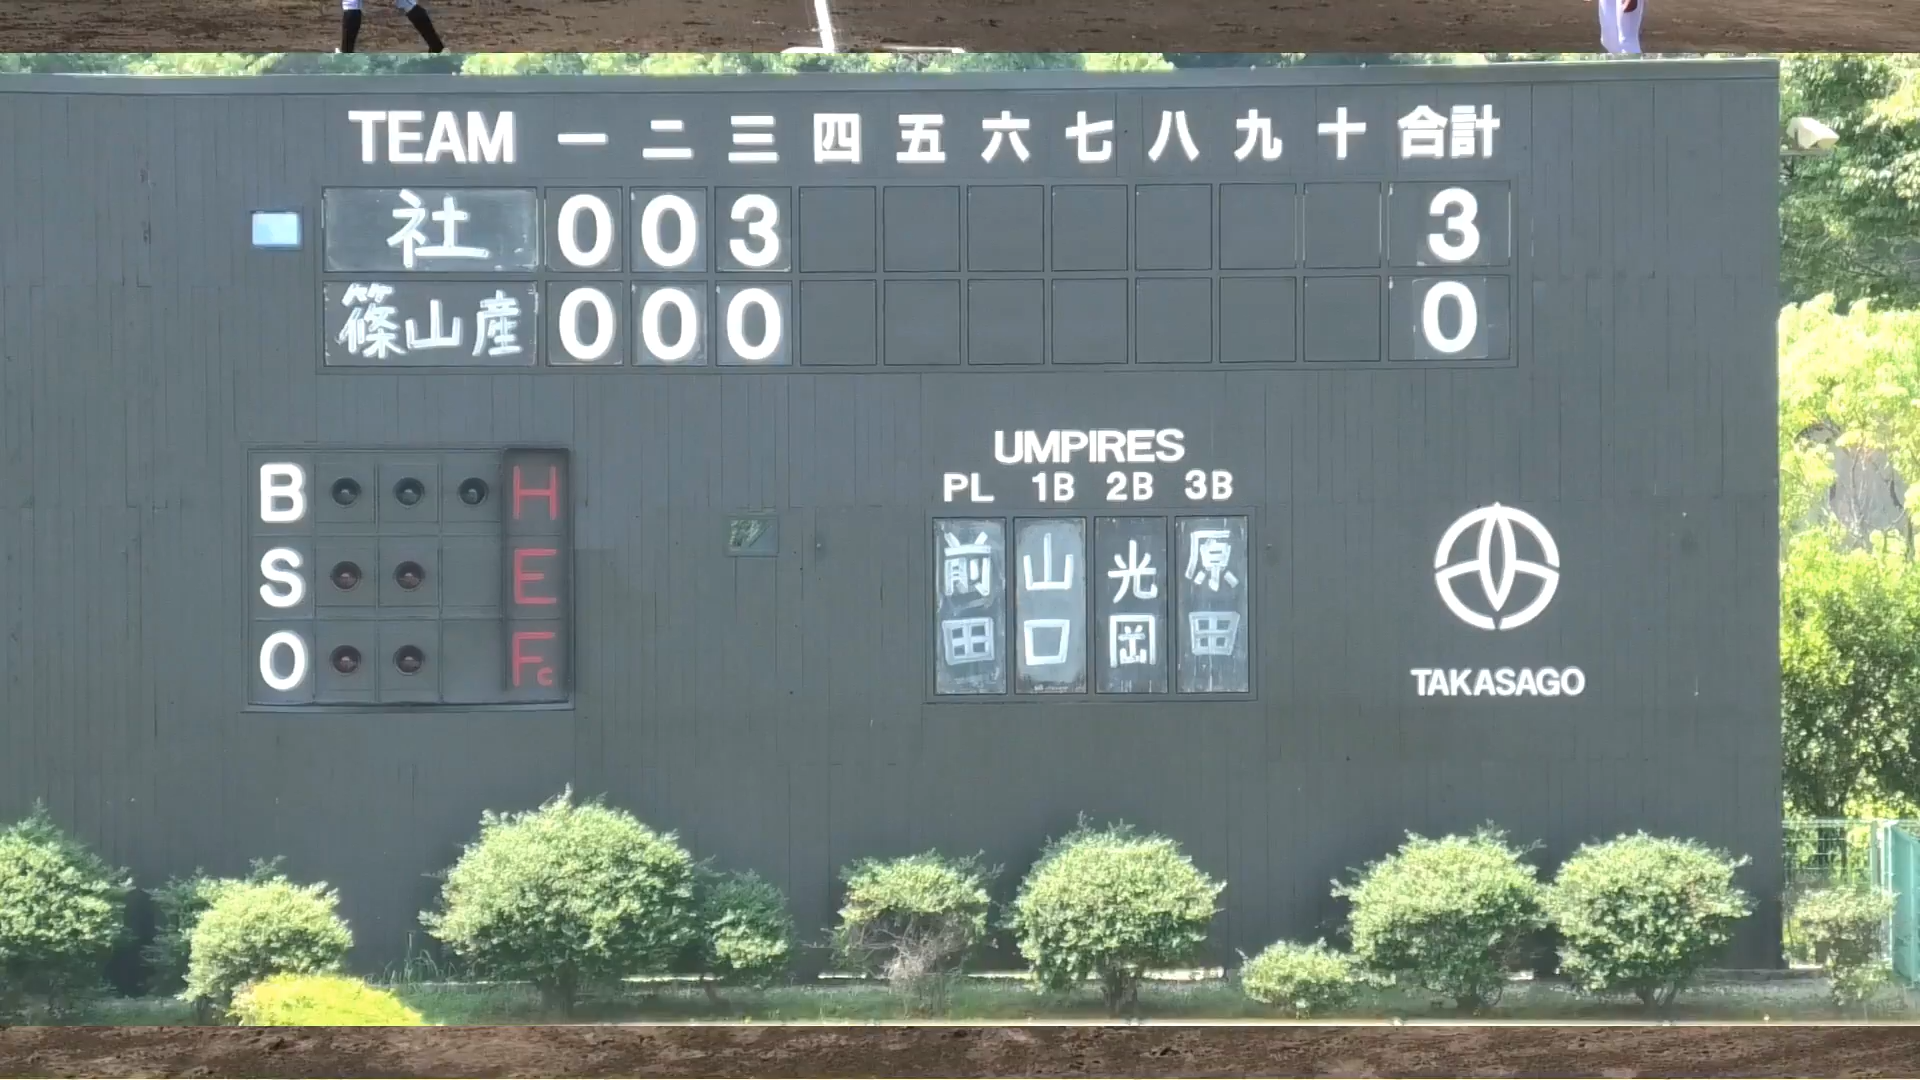 TEAM 一 二 三 四 五 六 七 八 九 十 合計
社 0 0 3 3
篠山産 0 0 0 0
B H
S E
O Fc
UMPIRES
PL 1B 2B 3B
前田 山口 光岡 原田
TAKASAGO